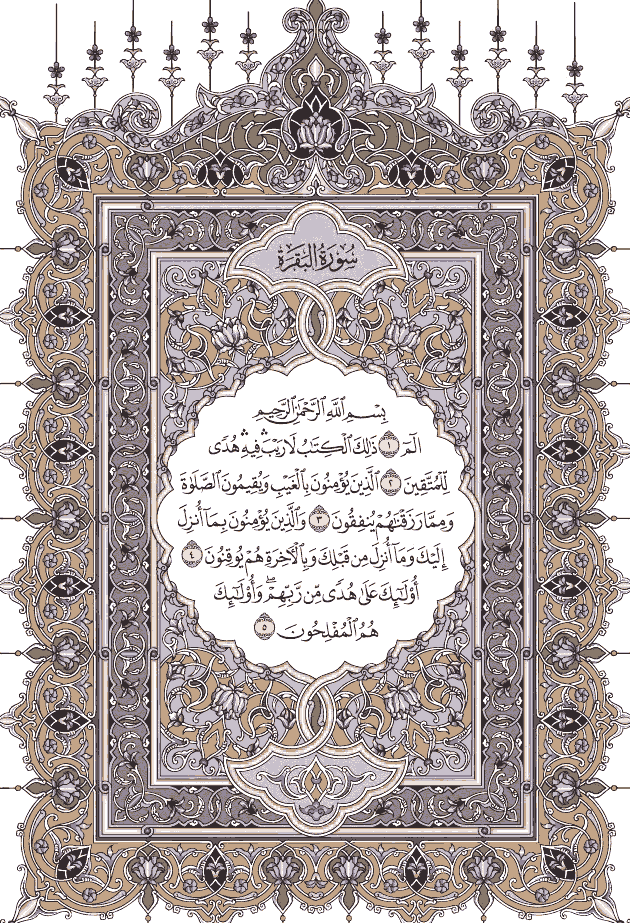 سُورَةُ البَقَرَةِ
بِسۡمِ ٱللَّهِ ٱلرَّحۡمَٰنِ ٱلرَّحِيمِ
الٓمٓ ١ ذَٰلِكَ ٱلۡكِتَٰبُ لَا رَيۡبَۛ فِيهِۛ هُدٗى
لِّلۡمُتَّقِينَ ٢ ٱلَّذِينَ يُؤۡمِنُونَ بِٱلۡغَيۡبِ وَيُقِيمُونَ ٱلصَّلَوٰةَ
وَمِمَّا رَزَقۡنَٰهُمۡ يُنفِقُونَ ٣ وَٱلَّذِينَ يُؤۡمِنُونَ بِمَآ أُنزِلَ
إِلَيۡكَ وَمَآ أُنزِلَ مِن قَبۡلِكَ وَبِٱلۡأٓخِرَةِ هُمۡ يُوقِنُونَ ٤
أُوْلَٰٓئِكَ عَلَىٰ هُدٗى مِّن رَّبِّهِمۡۖ وَأُوْلَٰٓئِكَ
هُمُ ٱلۡمُفۡلِحُونَ ٥